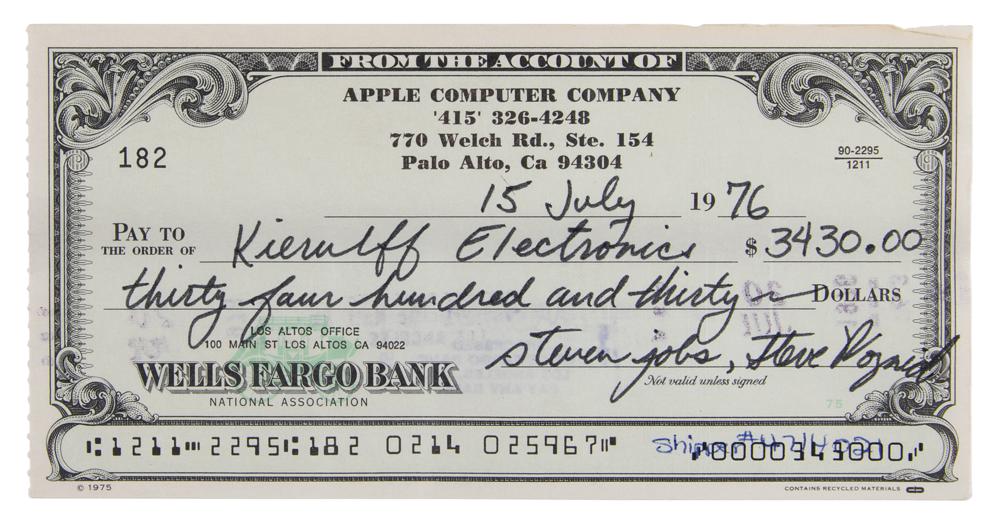 FROM THE ACCOUNT OF
APPLE COMPUTER COMPANY
'415' 326-4248
770 Welch Rd., Ste. 154
Palo Alto, Ca 94304
182
90-2295
1211
15 July 1976
PAY TO
THE ORDER OF Kierulff Electronics $ 3430.00
thirty four hundred and thirty DOLLARS
LOS ALTOS OFFICE
100 MAIN ST LOS ALTOS CA 94022
steven jobs, Steve Wozniak
WELLS FARGO BANK
Not valid unless signed
NATIONAL ASSOCIATION
75
⑆1211⑉2295⑆182 0214 025967⑈ ⑇0000343000⑇
© 1975
CONTAINS RECYCLED MATERIALS